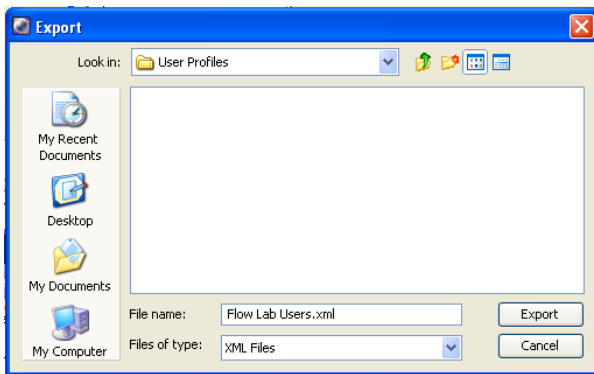 Export
Look in:
User Profiles
My Recent
Documents
Desktop
My Documents
My Computer
File name:
Flow Lab Users.xml
Export
Files of type:
XML Files
Cancel